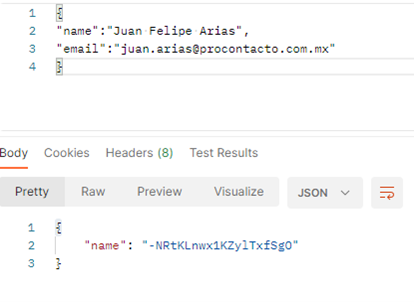 1 {
2 "name":"Juan Felipe Arias",
3 "email":"juan.arias@procontacto.com.mx"
4 }
Body Cookies Headers (8) Test Results
Pretty Raw Preview Visualize JSON
1 {
2 "name": "-NRtKLnwx1KZylTxfSgO"
3 }